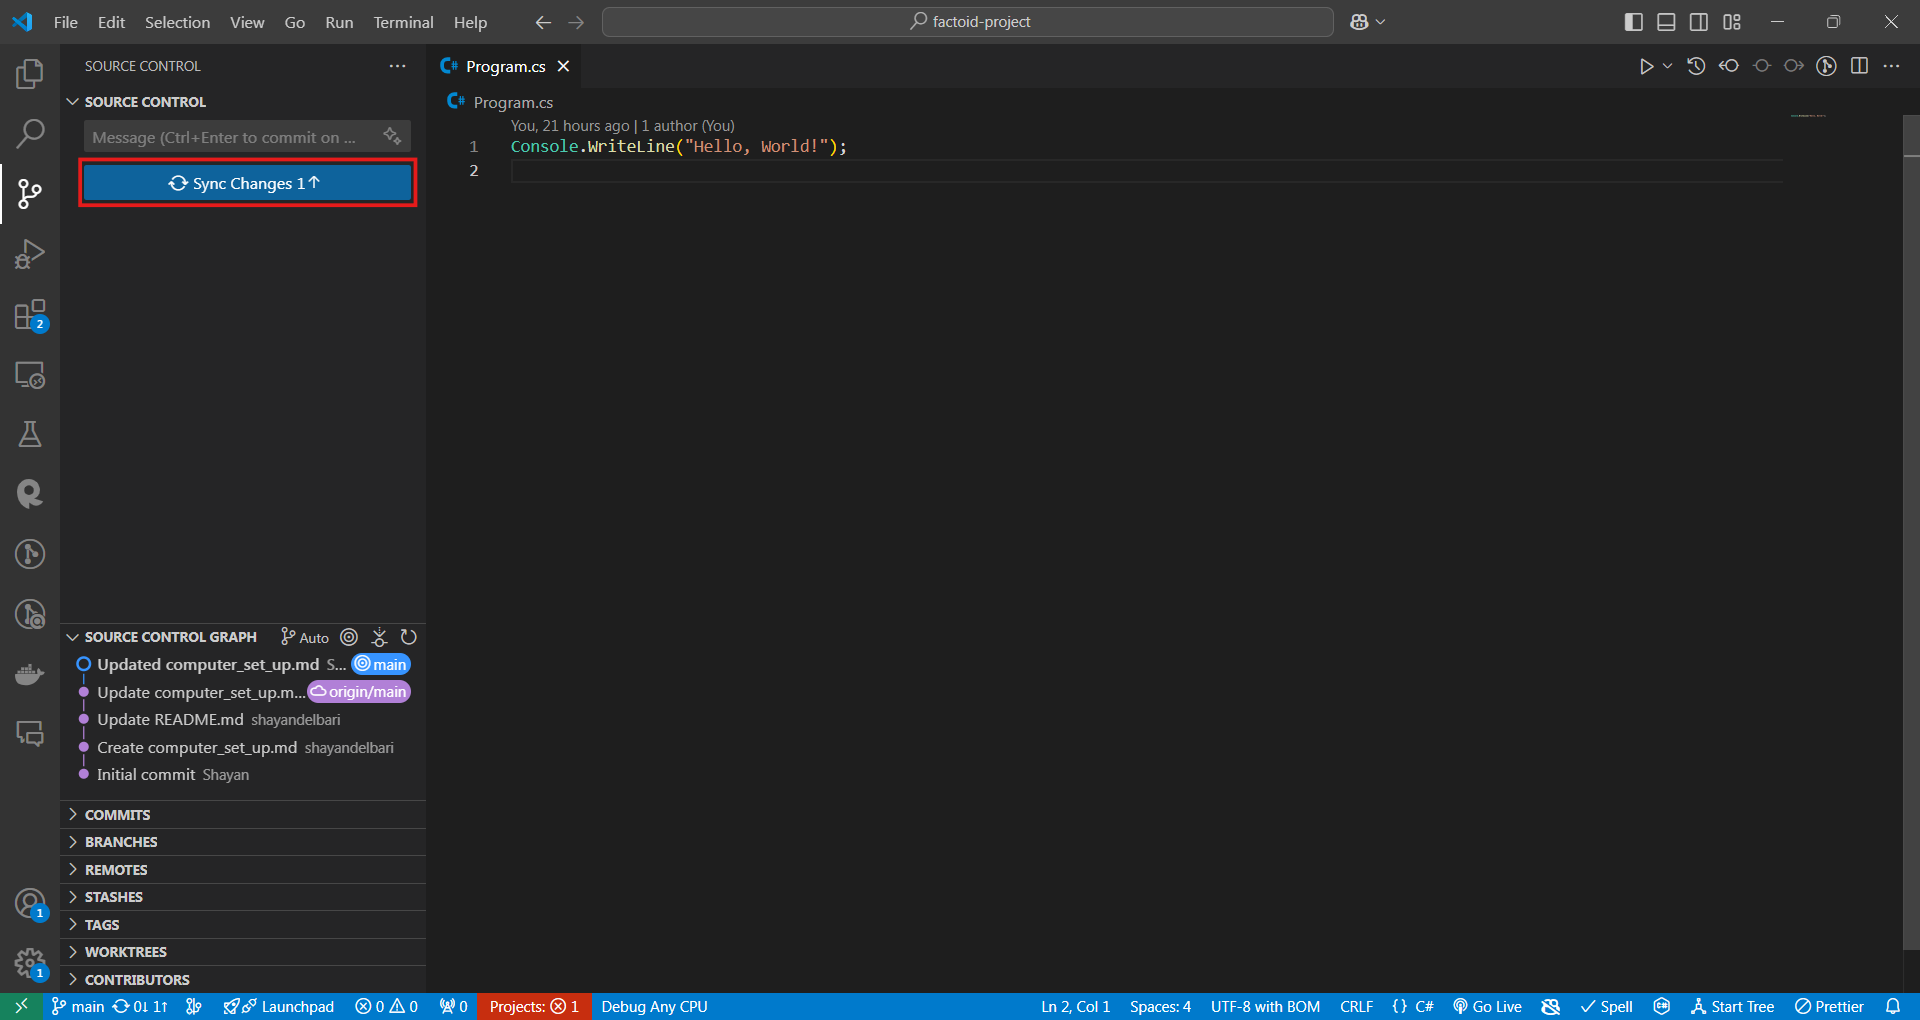 File Edit Selection View Go Run Terminal Help
factoid-project
SOURCE CONTROL
SOURCE CONTROL
Message (Ctrl+Enter to commit on ...
Sync Changes 1↑
Program.cs
Program.cs
You, 21 hours ago | 1 author (You)
1 Console.WriteLine("Hello, World!");
2
2
SOURCE CONTROL GRAPH Auto
Updated computer_set_up.md S... main
Update computer_set_up.m... origin/main
Update README.md shayandelbari
Create computer_set_up.md shayandelbari
Initial commit Shayan
COMMITS
BRANCHES
REMOTES
STASHES
TAGS
WORKTREES
CONTRIBUTORS
1
1
main 0↓ 1↑ Launchpad 0 0 0 Projects: 1 Debug Any CPU
Ln 2, Col 1 Spaces: 4 UTF-8 with BOM CRLF {} C# Go Live Spell Start Tree Prettier